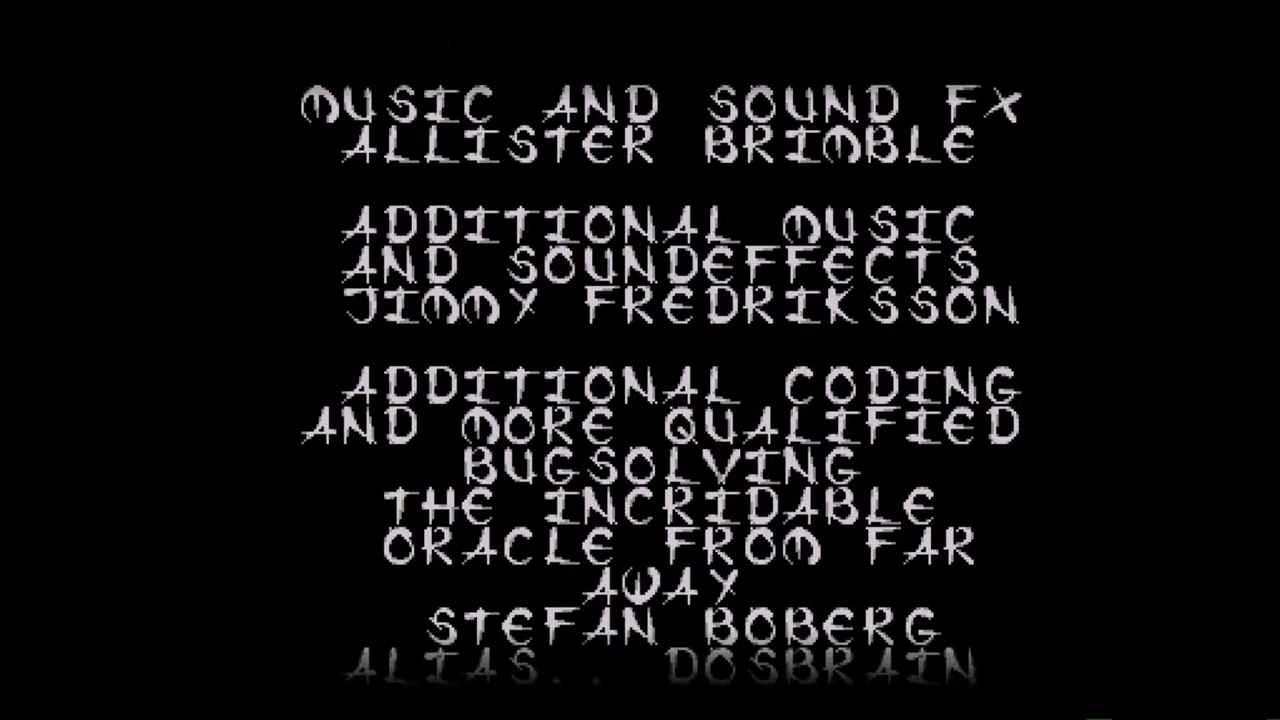 MUSIC AND SOUND FX
ALLISTER BRIMBLE
ADDITIONAL MUSIC
AND SOUNDEFFECTS
JIMMY FREDRIKSSON
ADDITIONAL CODING
AND MORE QUALIFIED
BUGSOLVING
THE INCRIDABLE
ORACLE FROM FAR
AWAY
STEFAN BOBERG
ALIAS.. DOSBRAIN